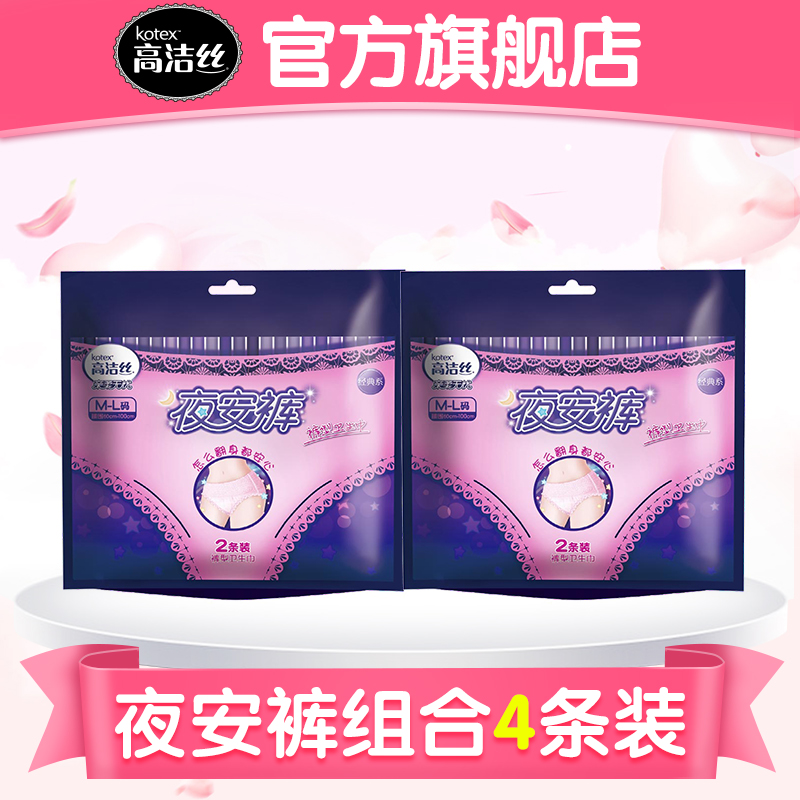 kotex
高洁丝
官方旗舰店
kotex
高洁丝
经典系
M-L码
夜安裤
怎么翻身都安心
2条装
裤型卫生巾
kotex
高洁丝
经典系
M-L码
夜安裤
怎么翻身都安心
2条装
裤型卫生巾
夜安裤组合4条装